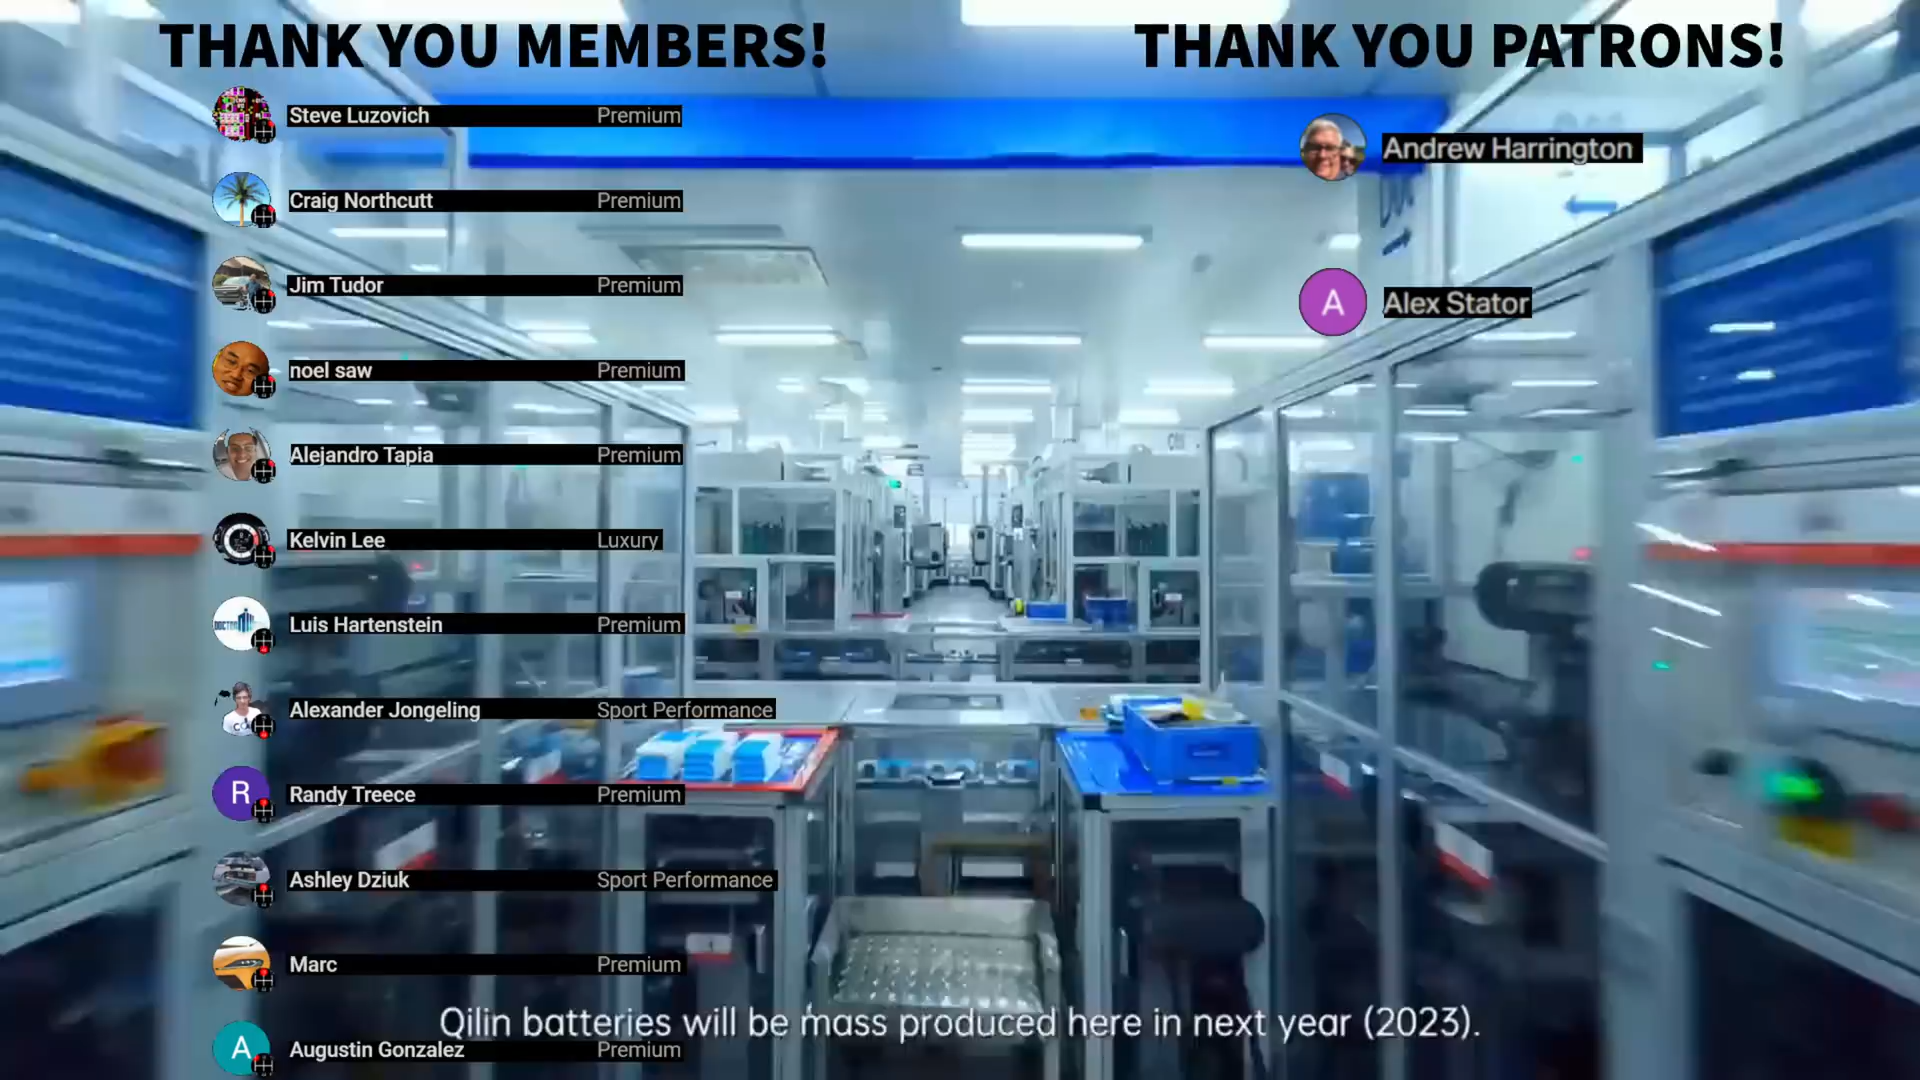 THANK YOU MEMBERS!
Steve Luzovich Premium
Craig Northcutt Premium
Jim Tudor Premium
noel saw Premium
Alejandro Tapia Premium
Kelvin Lee Luxury
Luis Hartenstein Premium
Alexander Jongeling Sport Performance
R
Randy Treece Premium
Ashley Dziuk Sport Performance
Marc Premium
A
Augustin Gonzalez Premium
THANK YOU PATRONS!
Andrew Harrington
A
Alex Stator
Qilin batteries will be mass produced here in next year (2023).